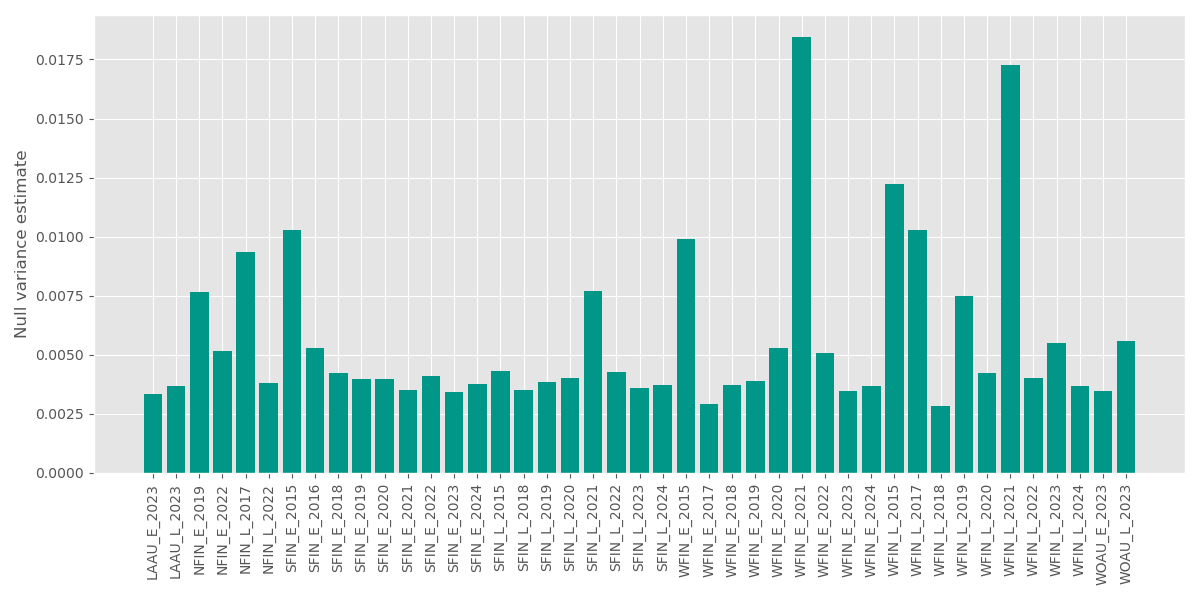 Null variance estimate
0.0175
0.0150
0.0125
0.0100
0.0075
0.0050
0.0025
0.0000
LAAU_E_2023
LAAU_L_2023
NFIN_E_2019
NFIN_E_2022
NFIN_L_2017
NFIN_L_2022
SFIN_E_2015
SFIN_E_2016
SFIN_E_2018
SFIN_E_2019
SFIN_E_2020
SFIN_E_2021
SFIN_E_2022
SFIN_E_2023
SFIN_E_2024
SFIN_L_2015
SFIN_L_2018
SFIN_L_2019
SFIN_L_2020
SFIN_L_2021
SFIN_L_2022
SFIN_L_2023
SFIN_L_2024
WFIN_E_2015
WFIN_E_2017
WFIN_E_2018
WFIN_E_2019
WFIN_E_2020
WFIN_E_2021
WFIN_E_2022
WFIN_E_2023
WFIN_E_2024
WFIN_L_2015
WFIN_L_2017
WFIN_L_2018
WFIN_L_2019
WFIN_L_2020
WFIN_L_2021
WFIN_L_2022
WFIN_L_2023
WFIN_L_2024
WOAU_E_2023
WOAU_L_2023